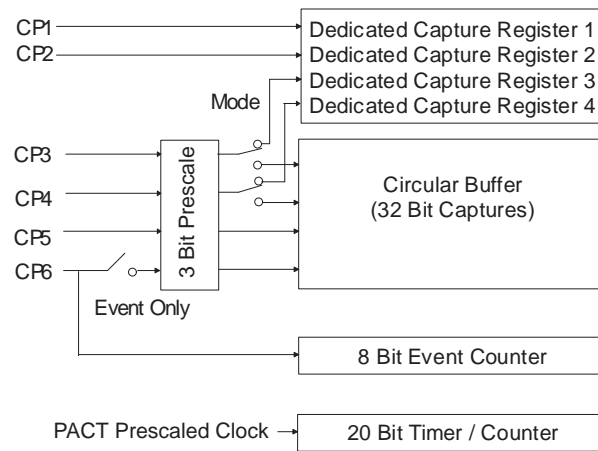 CP1
CP2
Dedicated Capture Register 1
Dedicated Capture Register 2
Dedicated Capture Register 3
Dedicated Capture Register 4
Mode
CP3
CP4
CP5
CP6
3 Bit Prescale
Circular Buffer
(32 Bit Captures)
Event Only
8 Bit Event Counter
PACT Prescaled Clock
20 Bit Timer / Counter